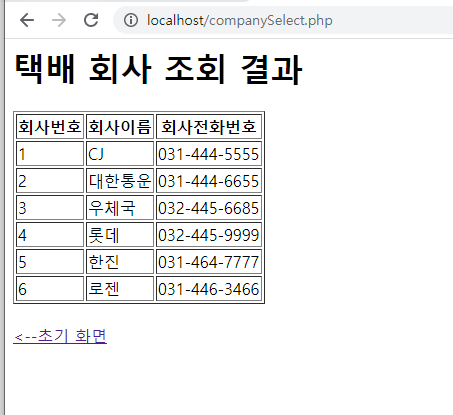 localhost/companySelect.php
택배 회사 조회 결과
회사번호 회사이름 회사전화번호
1 CJ 031-444-5555
2 대한통운 031-444-6655
3 우체국 032-445-6685
4 롯데 032-445-9999
5 한진 031-464-7777
6 로젠 031-446-3466
<--초기 화면